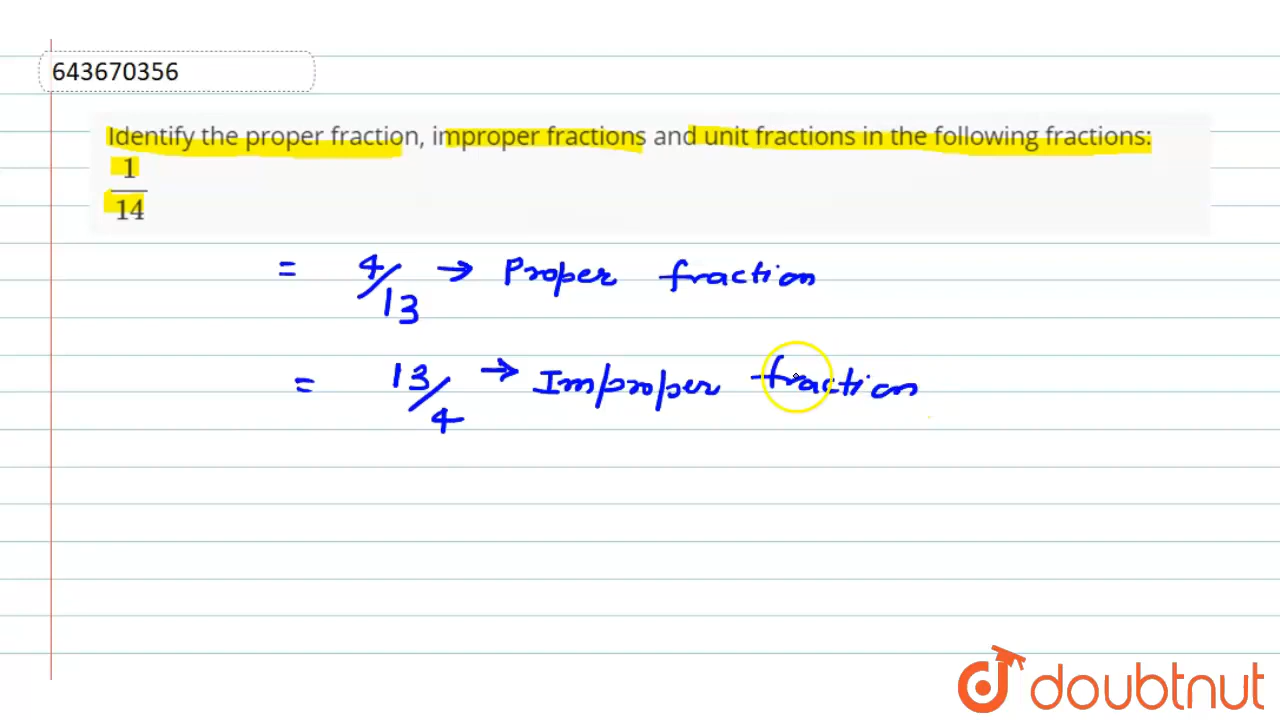 643670356
Identify the proper fraction, improper fractions and unit fractions in the following fractions:
1
14
= 4/13 → Proper fraction
= 13/4 → Improper fraction
doubtnut